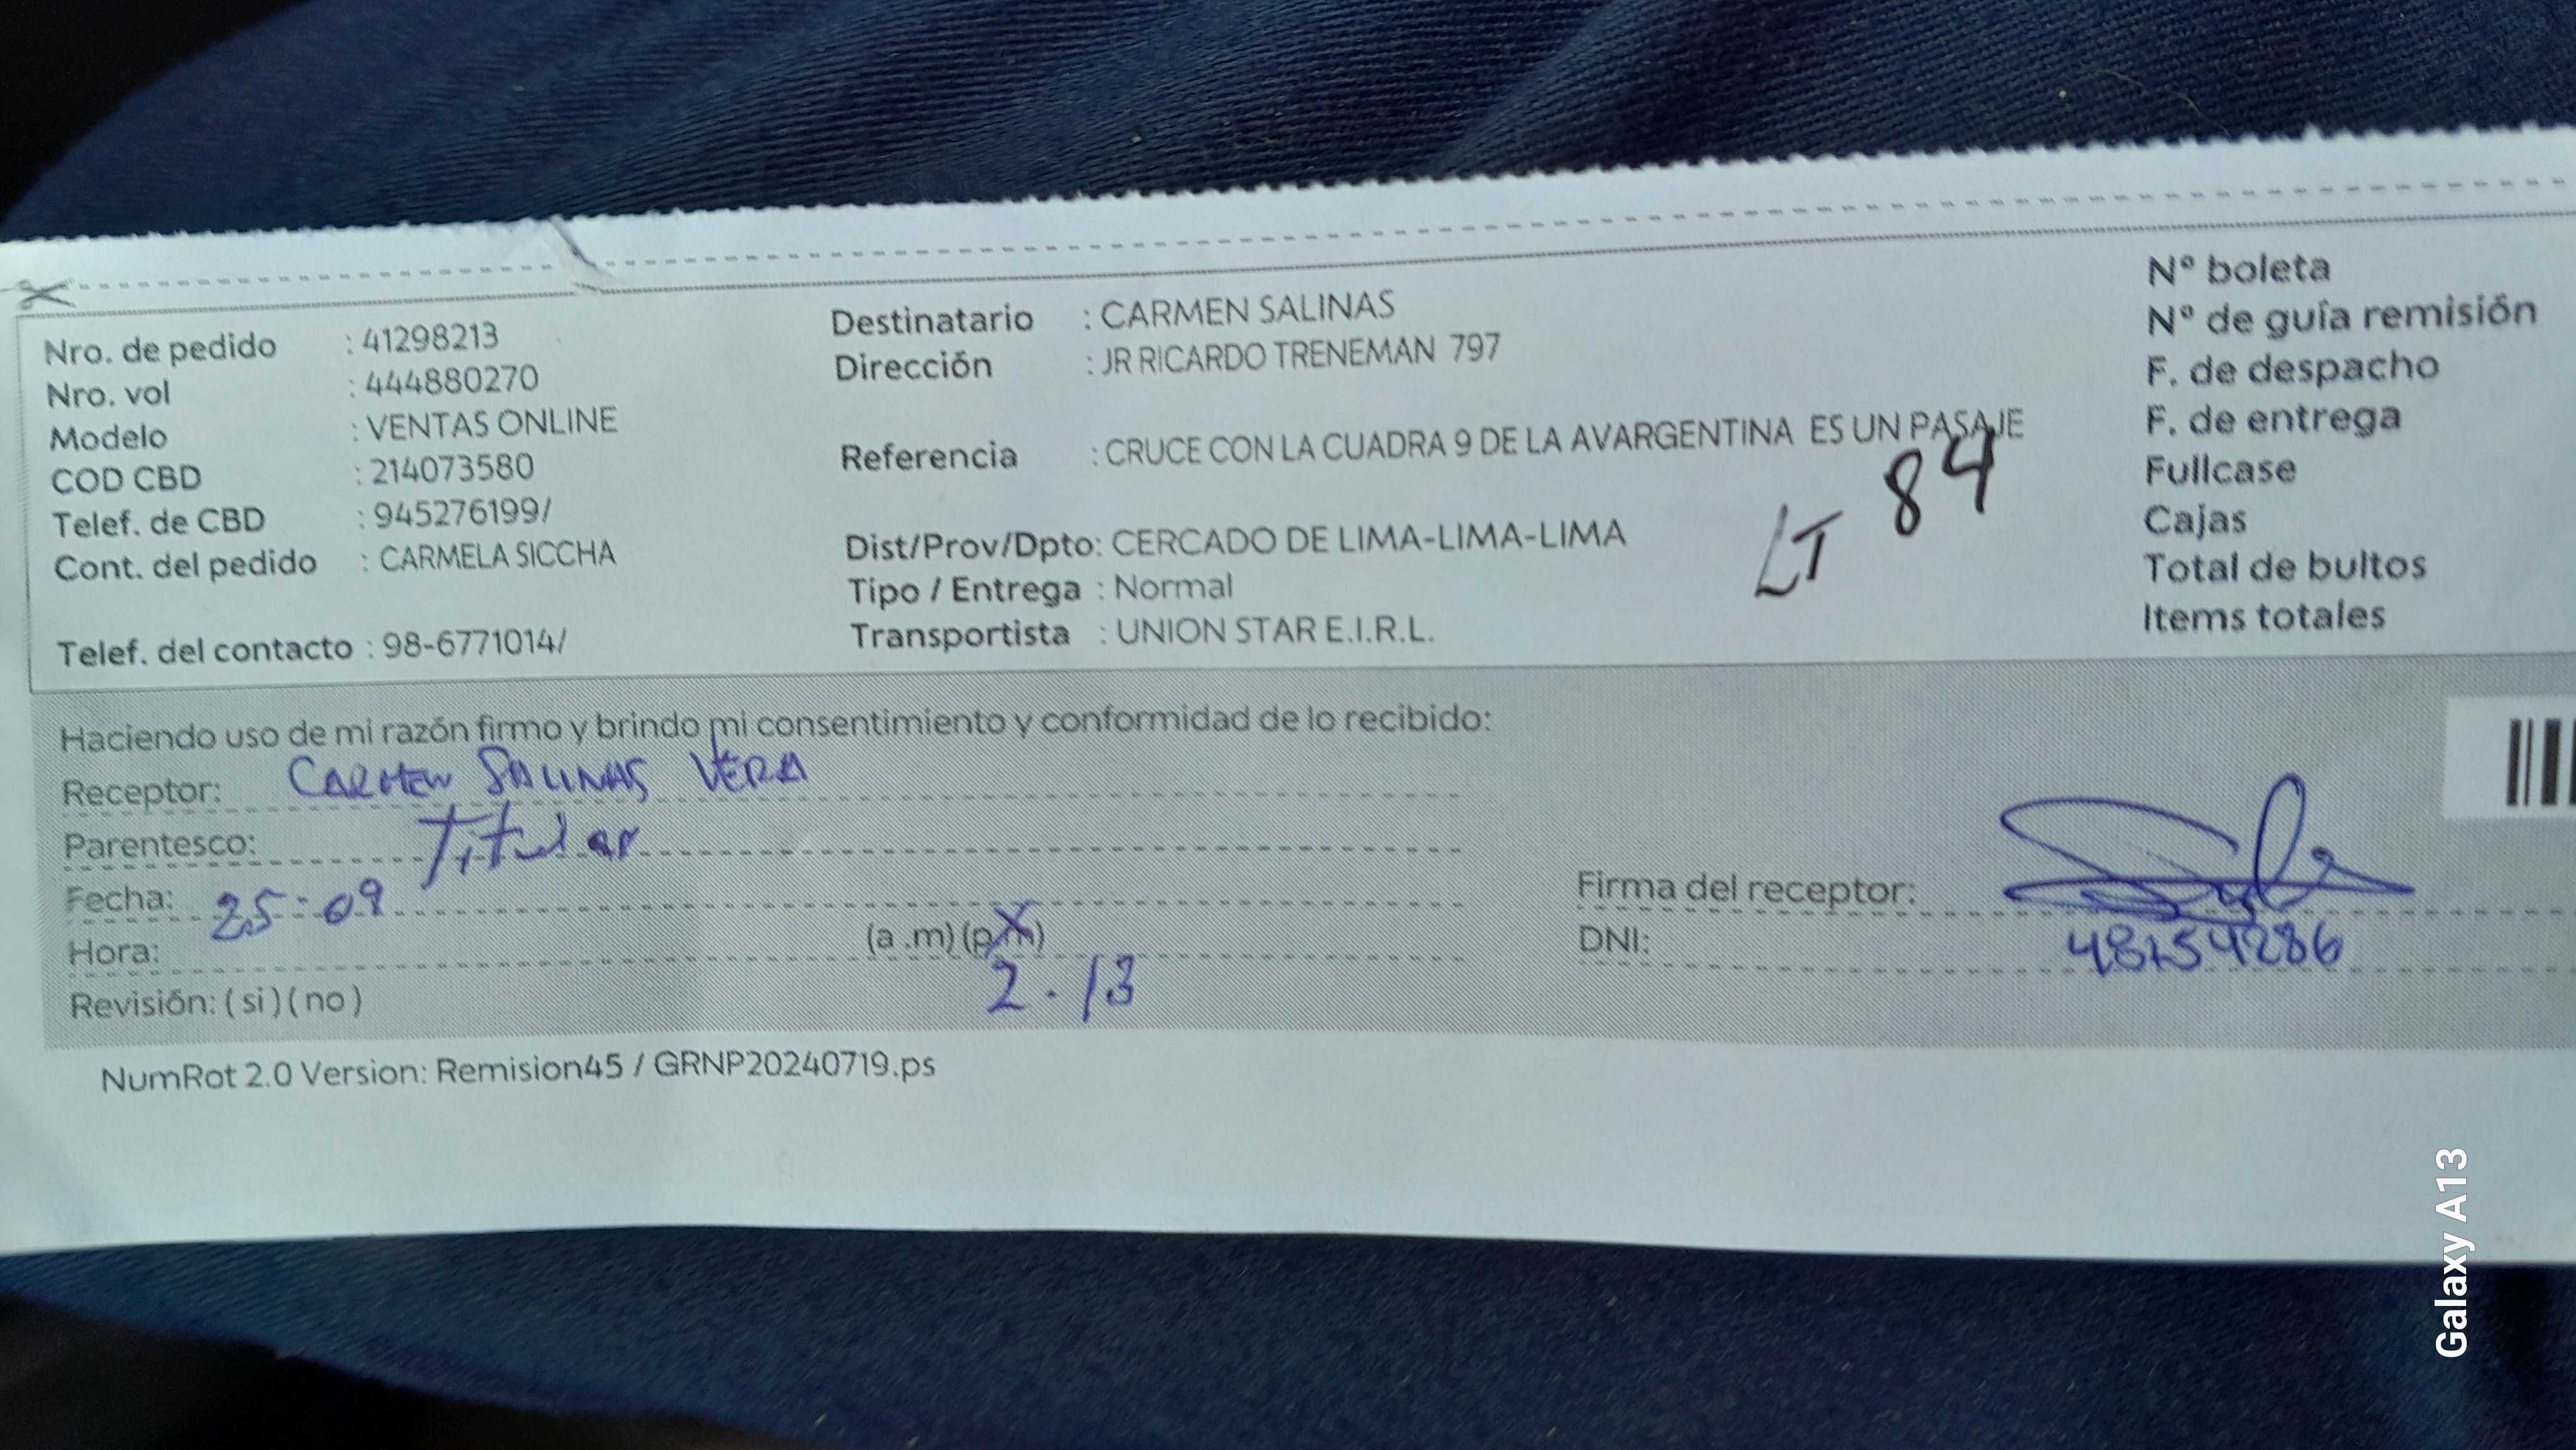 Nro. de pedido : 41298213
Nro. vol : 444880270
Modelo : VENTAS ONLINE
COD CBD : 214073580
Telef. de CBD : 945276199/
Cont. del pedido : CARMELA SICCHA
Telef. del contacto : 98-6771014/
Destinatario : CARMEN SALINAS
Dirección : JR RICARDO TRENEMAN 797
Referencia : CRUCE CON LA CUADRA 9 DE LA AVARGENTINA ES UN PASAJE
LT 84
Dist/Prov/Dpto: CERCADO DE LIMA-LIMA-LIMA
Tipo / Entrega : Normal
Transportista : UNION STAR E.I.R.L.
N° boleta
N° de guía remisión
F. de despacho
F. de entrega
Fullcase
Cajas
Total de bultos
Items totales
Haciendo uso de mi razón firmo y brindo mi consentimiento y conformidad de lo recibido:
Receptor: CARMEN SALINAS VERA
Parentesco: Titular
Fecha: 25-09
Hora: (a .m) (p.m) 2.13
Revisión: ( si ) ( no )
Firma del receptor:
DNI:
NumRot 2.0 Version: Remision45 / GRNP20240719.ps
Galaxy A13